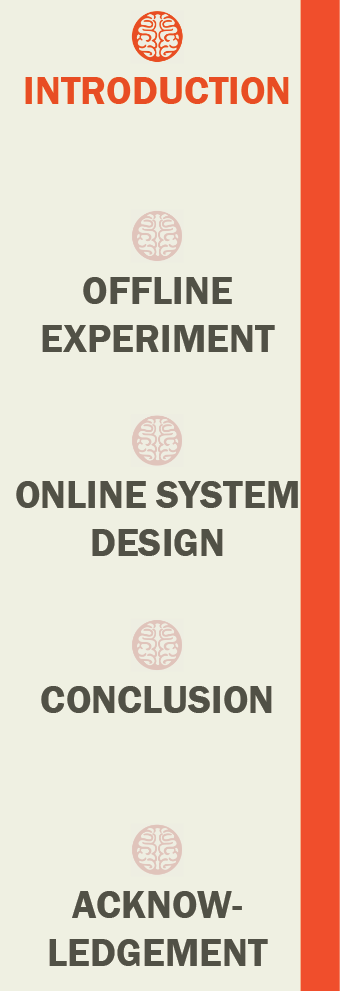 INTRODUCTION
OFFLINE
EXPERIMENT
ONLINE SYSTEM
DESIGN
CONCLUSION
ACKNOW-
LEDGEMENT